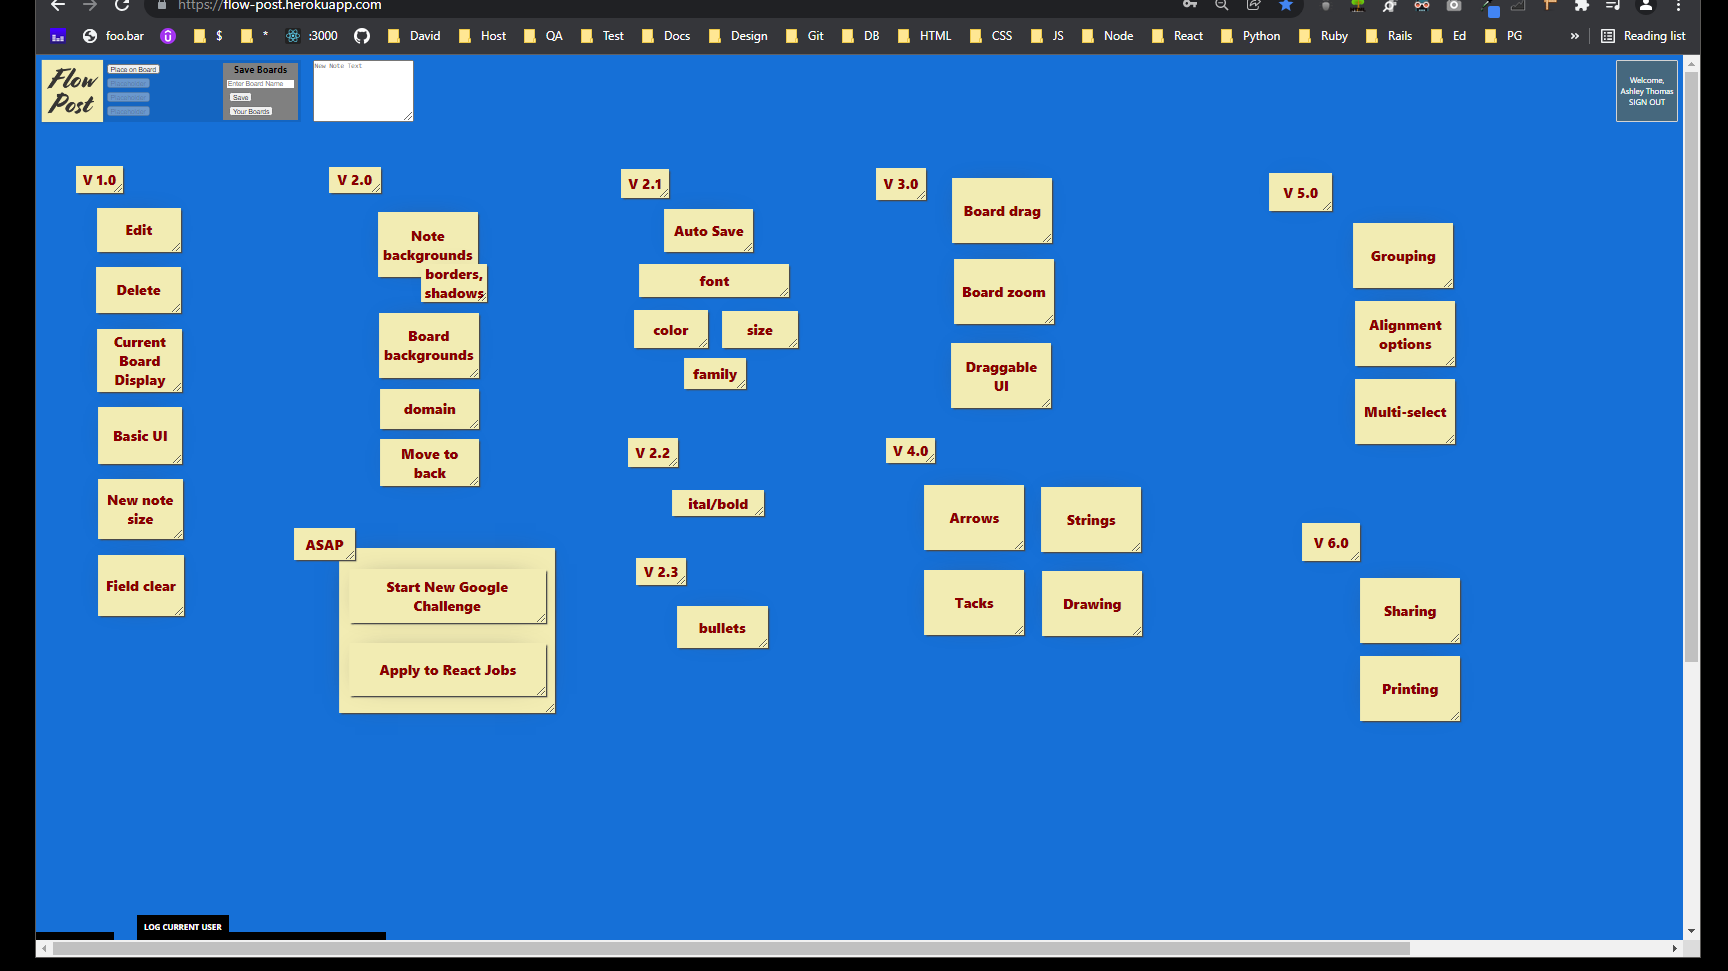 https://flow-post.herokuapp.com
foo.bar
$
*
:3000
David
Host
QA
Test
Docs
Design
Git
DB
HTML
CSS
JS
Node
React
Python
Ruby
Rails
Ed
PG
»
Reading list
Flow
Post
Place on Board
Save Boards
Enter Board Name
Save
Your Boards
New Note Text
Welcome,
Ashley Thomas
SIGN OUT
V 1.0
Edit
Delete
Current
Board
Display
Basic UI
New note
size
Field clear
V 2.0
Note
backgrounds
borders,
shadows
Board
backgrounds
domain
Move to
back
ASAP
Start New Google
Challenge
Apply to React Jobs
V 2.1
Auto Save
font
color
size
family
V 2.2
ital/bold
V 2.3
bullets
V 3.0
Board drag
Board zoom
Draggable
UI
V 4.0
Arrows
Strings
Tacks
Drawing
V 5.0
Grouping
Alignment
options
Multi-select
V 6.0
Sharing
Printing
LOG CURRENT USER